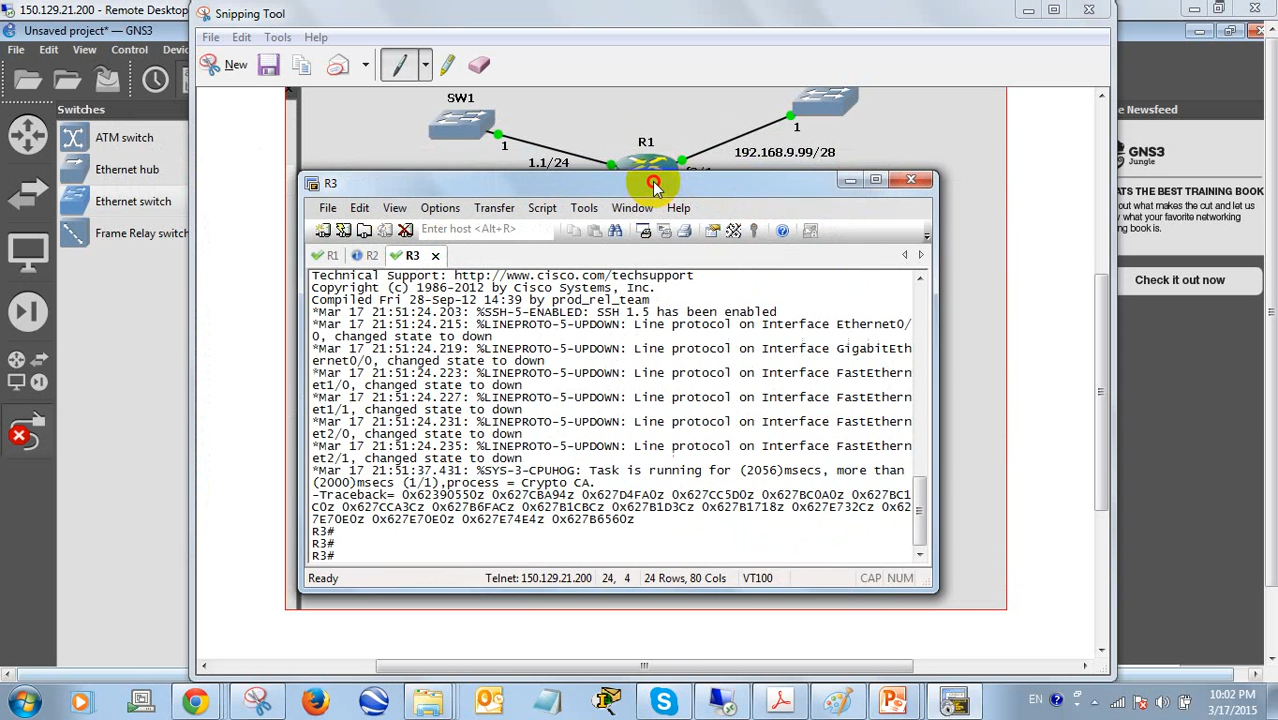 150.129.21.200 - Remote Desktop
Snipping Tool
Unsaved project* — GNS3
File Edit View Control
File Edit Tools Help
New
Switches
ATM switch
Ethernet hub
Ethernet switch
Frame Relay switch
SW1
1
1.1/24
R1
1
192.168.9.99/28
e Newsfeed
GNS3
Jungle
ATS THE BEST TRAINING BOOK
out what makes the cut and lets yo
y your favorite networking
ng book is.
Check it out now
R3
File Edit View Options Transfer Script Tools Window Help
Enter host <Alt+R>
R1 R2 R3
Technical Support: http://www.cisco.com/techsupport
Copyright (c) 1986-2012 by Cisco Systems, Inc.
Compiled Fri 28-Sep-12 14:39 by prod_rel_team
*Mar 17 21:51:24.203: %SSH-5-ENABLED: SSH 1.5 has been enabled
*Mar 17 21:51:24.215: %LINEPROTO-5-UPDOWN: Line protocol on Interface Ethernet0/
0, changed state to down
*Mar 17 21:51:24.219: %LINEPROTO-5-UPDOWN: Line protocol on Interface GigabitEth
ernet0/0, changed state to down
*Mar 17 21:51:24.223: %LINEPROTO-5-UPDOWN: Line protocol on Interface FastEthern
et1/0, changed state to down
*Mar 17 21:51:24.227: %LINEPROTO-5-UPDOWN: Line protocol on Interface FastEthern
et1/1, changed state to down
*Mar 17 21:51:24.231: %LINEPROTO-5-UPDOWN: Line protocol on Interface FastEthern
et2/0, changed state to down
*Mar 17 21:51:24.235: %LINEPROTO-5-UPDOWN: Line protocol on Interface FastEthern
et2/1, changed state to down
*Mar 17 21:51:37.431: %SYS-3-CPUHOG: Task is running for (2056)msecs, more than
(2000)msecs (1/1),process = Crypto CA.
-Traceback= 0x62390550z 0x627CBA94z 0x627D4FA0z 0x627CC5D0z 0x627BC0A0z 0x627BC1
C0z 0x627CCA3Cz 0x627B6FACz 0x627B1CBCz 0x627B1D3Cz 0x627B1718z 0x627E732Cz 0x62
7E70E0z 0x627E70E0z 0x627E74E4z 0x627B6560z
R3#
R3#
R3#
Ready Telnet: 150.129.21.200 24, 4 24 Rows, 80 Cols VT100 CAP NUM
EN
10:02 PM
3/17/2015